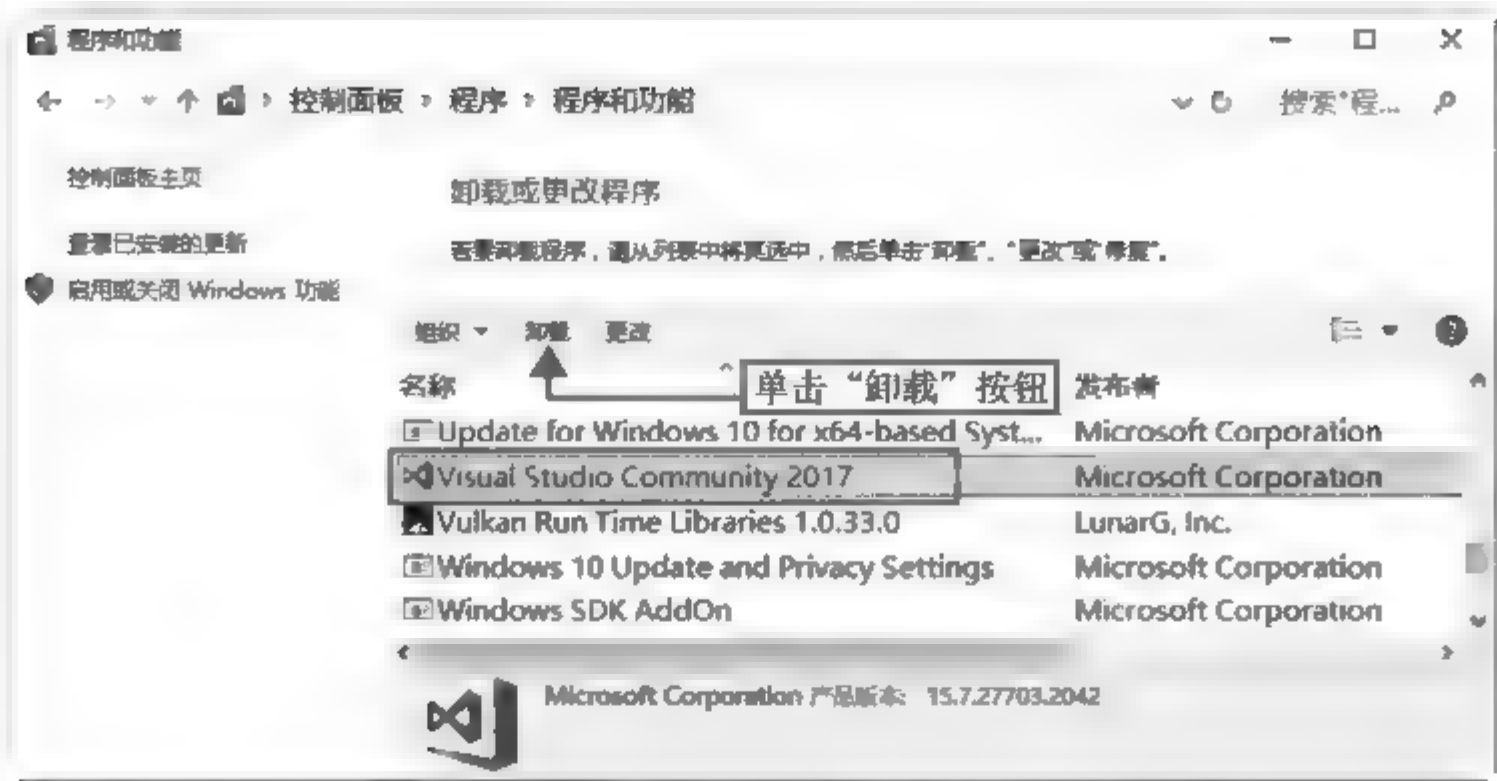 程序和功能
控制面板 > 程序 > 程序和功能
搜索"程...
控制面板主页
卸载或更改程序
查看已安装的更新
若要卸载程序，请从列表中将其选中，然后单击"卸载"、"更改"或"修复"。
启用或关闭 Windows 功能
组织 卸载 更改
名称 单击“卸载”按钮 发布者
Update for Windows 10 for x64-based Syst... Microsoft Corporation
Visual Studio Community 2017 Microsoft Corporation
Vulkan Run Time Libraries 1.0.33.0 LunarG, Inc.
Windows 10 Update and Privacy Settings Microsoft Corporation
Windows SDK AddOn Microsoft Corporation
Microsoft Corporation 产品版本: 15.7.27703.2042